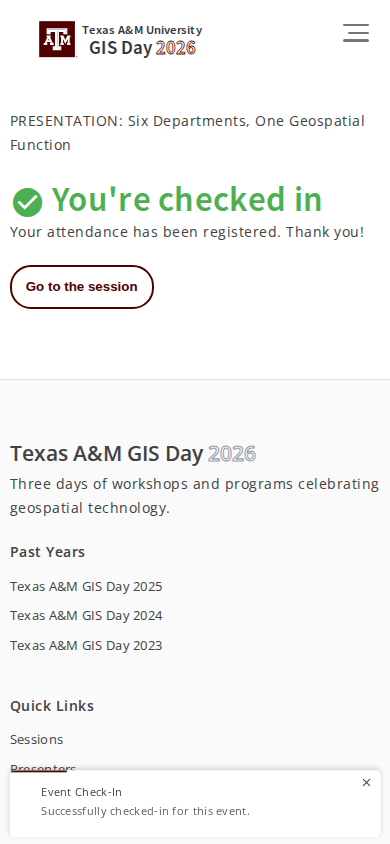 Texas A&M University
GIS Day 2026
PRESENTATION: Six Departments, One Geospatial
Function
You're checked in
Your attendance has been registered. Thank you!
Go to the session
Texas A&M GIS Day 2026
Three days of workshops and programs celebrating
geospatial technology.
Past Years
Texas A&M GIS Day 2025
Texas A&M GIS Day 2024
Texas A&M GIS Day 2023
Quick Links
Sessions
Presenters
Event Check-In
Successfully checked-in for this event.